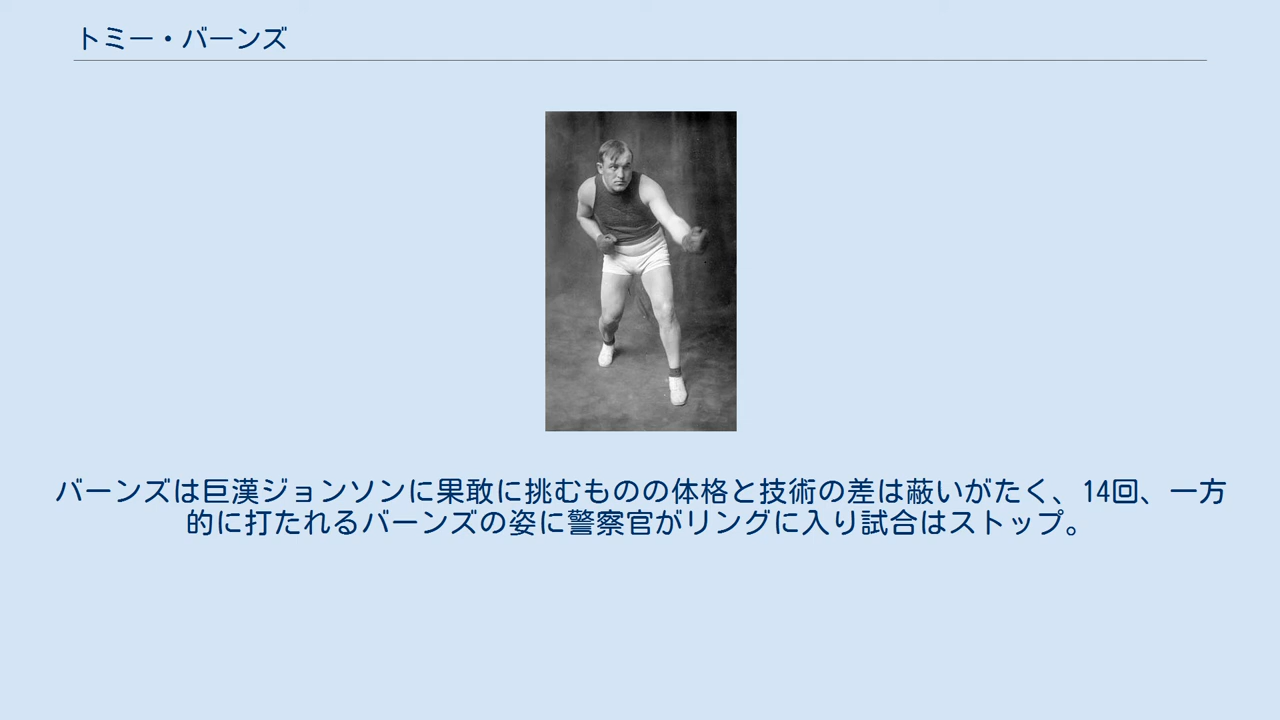 トミー・バーンズ
バーンズは巨漢ジョンソンに果敢に挑むものの体格と技術の差は蔽いがたく、14回、一方
的に打たれるバーンズの姿に警察官がリングに入り試合はストップ。